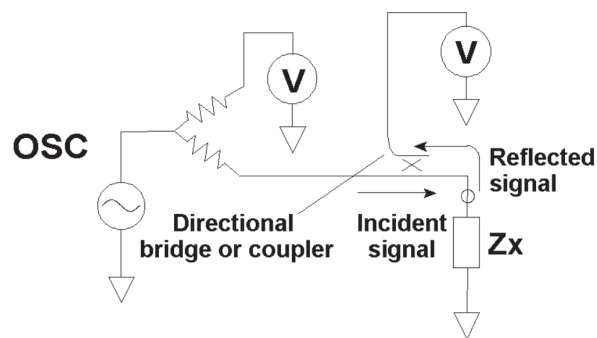 V
V
OSC
Reflected
signal
Directional
bridge or coupler
Incident
signal
Zx